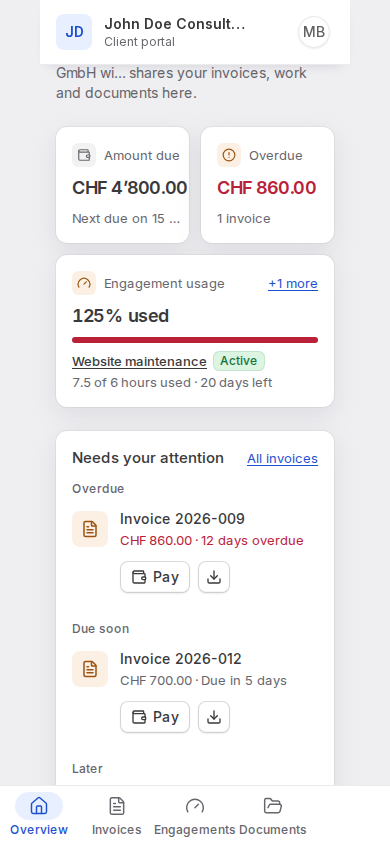 JD
John Doe Consult…
Client portal
MB
GmbH wi… shares your invoices, work
and documents here.
Amount due
CHF 4’800.00
Next due on 15 …
Overdue
CHF 860.00
1 invoice
Engagement usage
+1 more
125% used
Website maintenance Active
7.5 of 6 hours used · 20 days left
Needs your attention
All invoices
Overdue
Invoice 2026-009
CHF 860.00 · 12 days overdue
Pay
Due soon
Invoice 2026-012
CHF 700.00 · Due in 5 days
Pay
Later
Overview
Invoices
Engagements
Documents